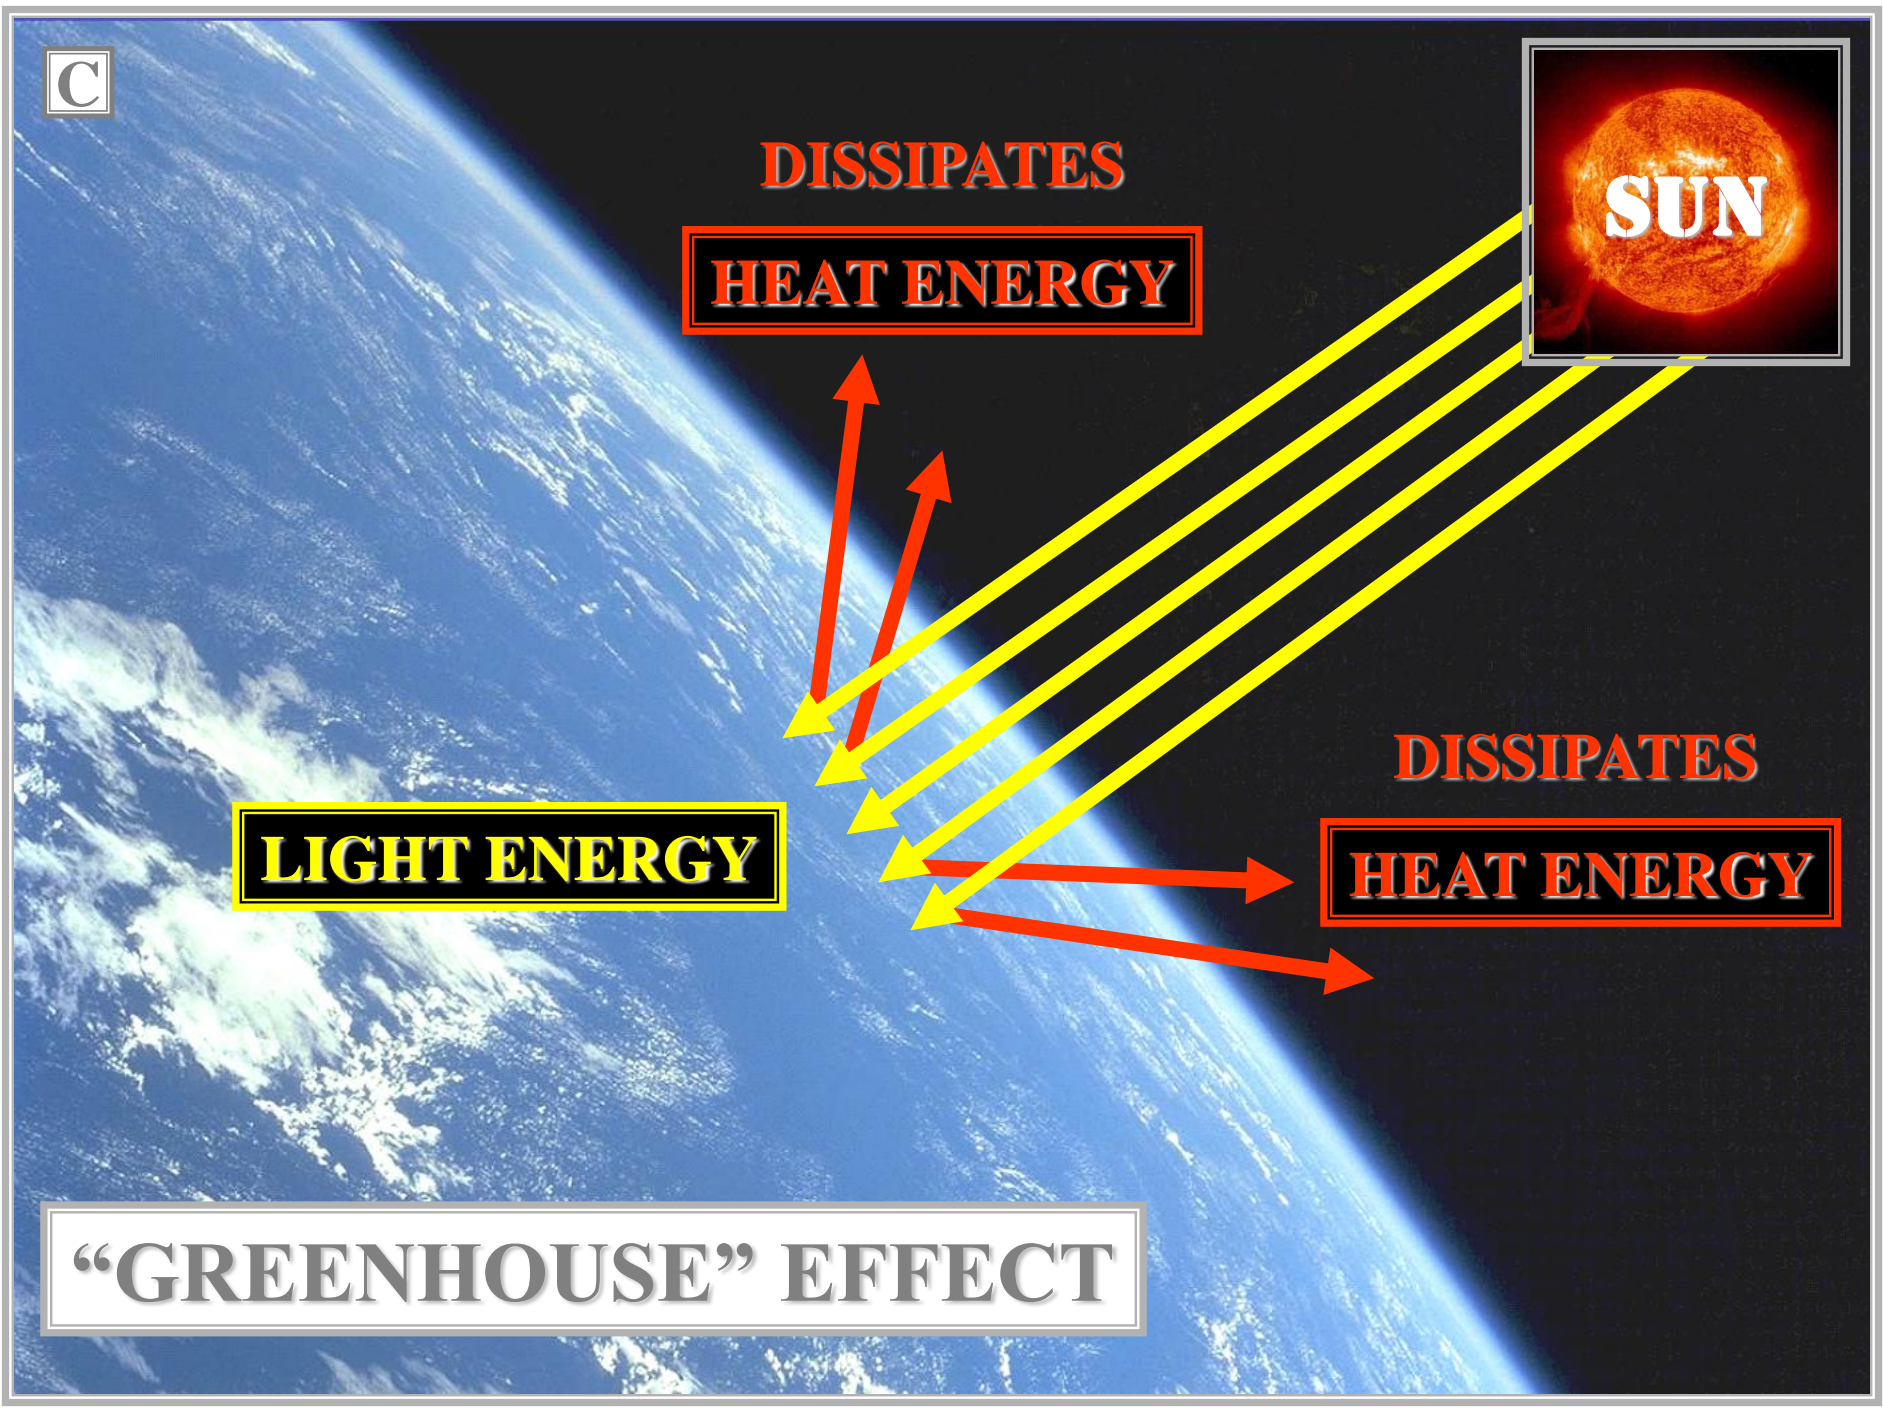 C
SUN
DISSIPATES
HEAT ENERGY
DISSIPATES
HEAT ENERGY
LIGHT ENERGY
“GREENHOUSE” EFFECT